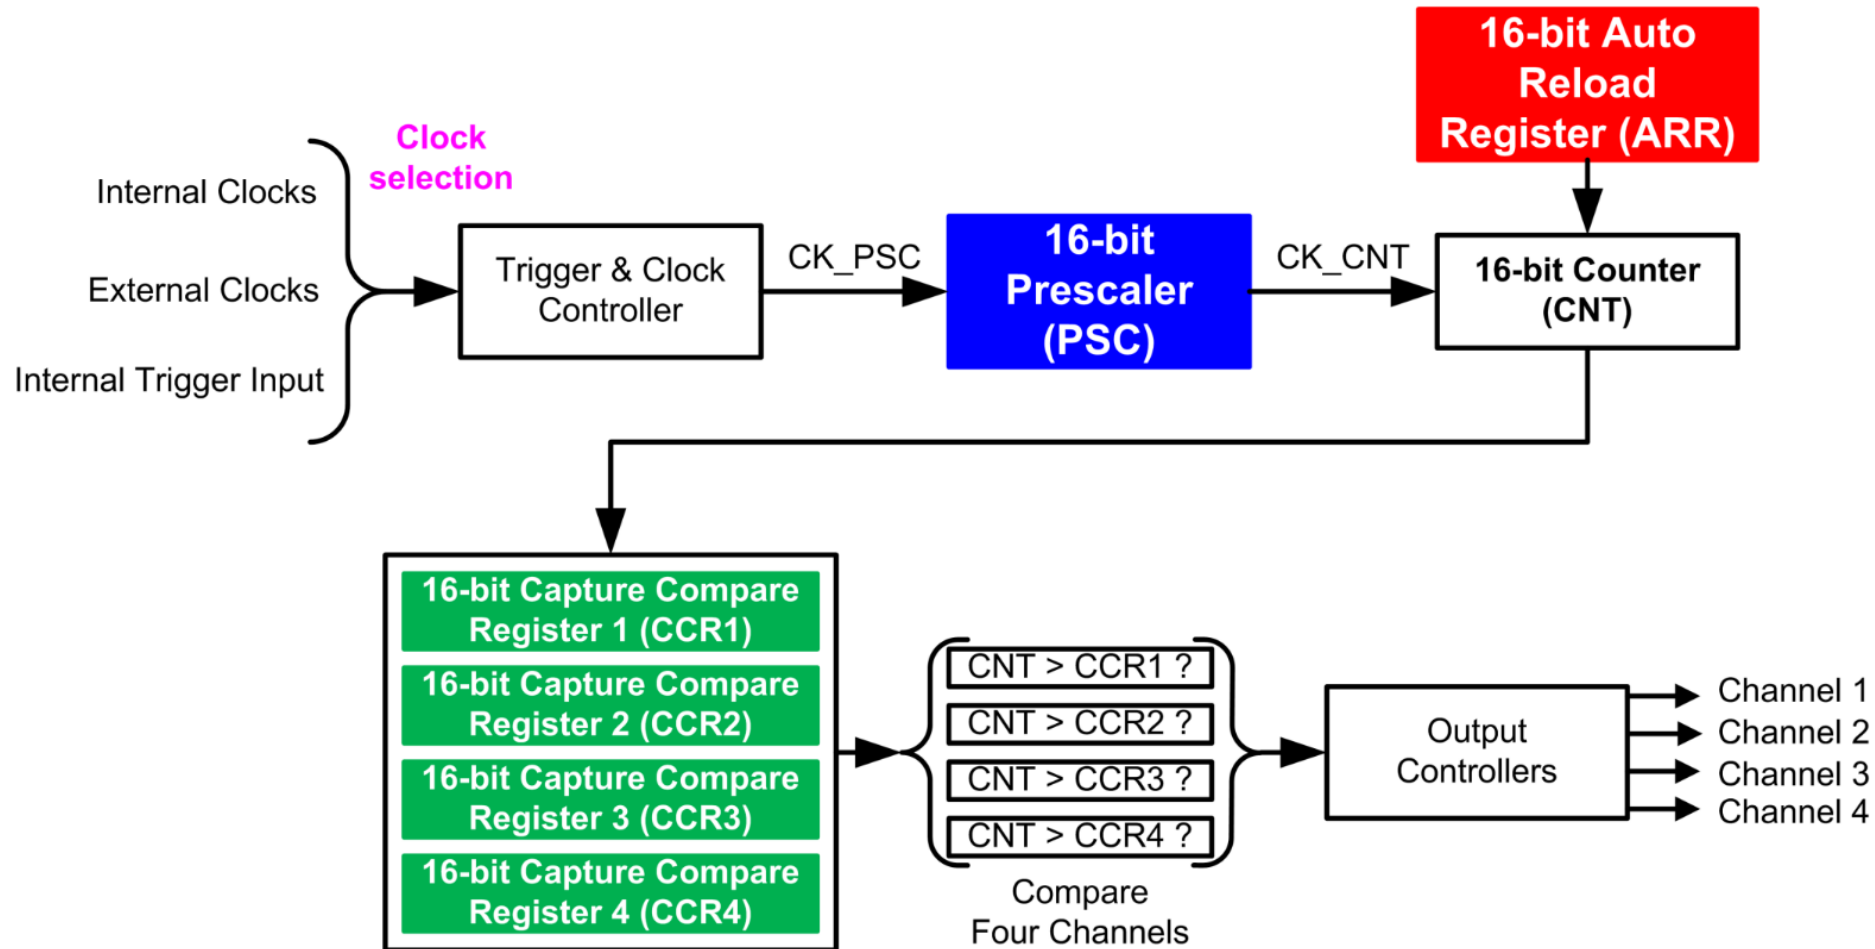 16-bit Auto
Reload
Register (ARR)
Clock
selection
Internal Clocks
External Clocks
Internal Trigger Input
Trigger & Clock
Controller
CK_PSC
16-bit
Prescaler
(PSC)
CK_CNT
16-bit Counter
(CNT)
16-bit Capture Compare
Register 1 (CCR1)
16-bit Capture Compare
Register 2 (CCR2)
16-bit Capture Compare
Register 3 (CCR3)
16-bit Capture Compare
Register 4 (CCR4)
CNT > CCR1 ?
CNT > CCR2 ?
CNT > CCR3 ?
CNT > CCR4 ?
Compare
Four Channels
Output
Controllers
Channel 1
Channel 2
Channel 3
Channel 4